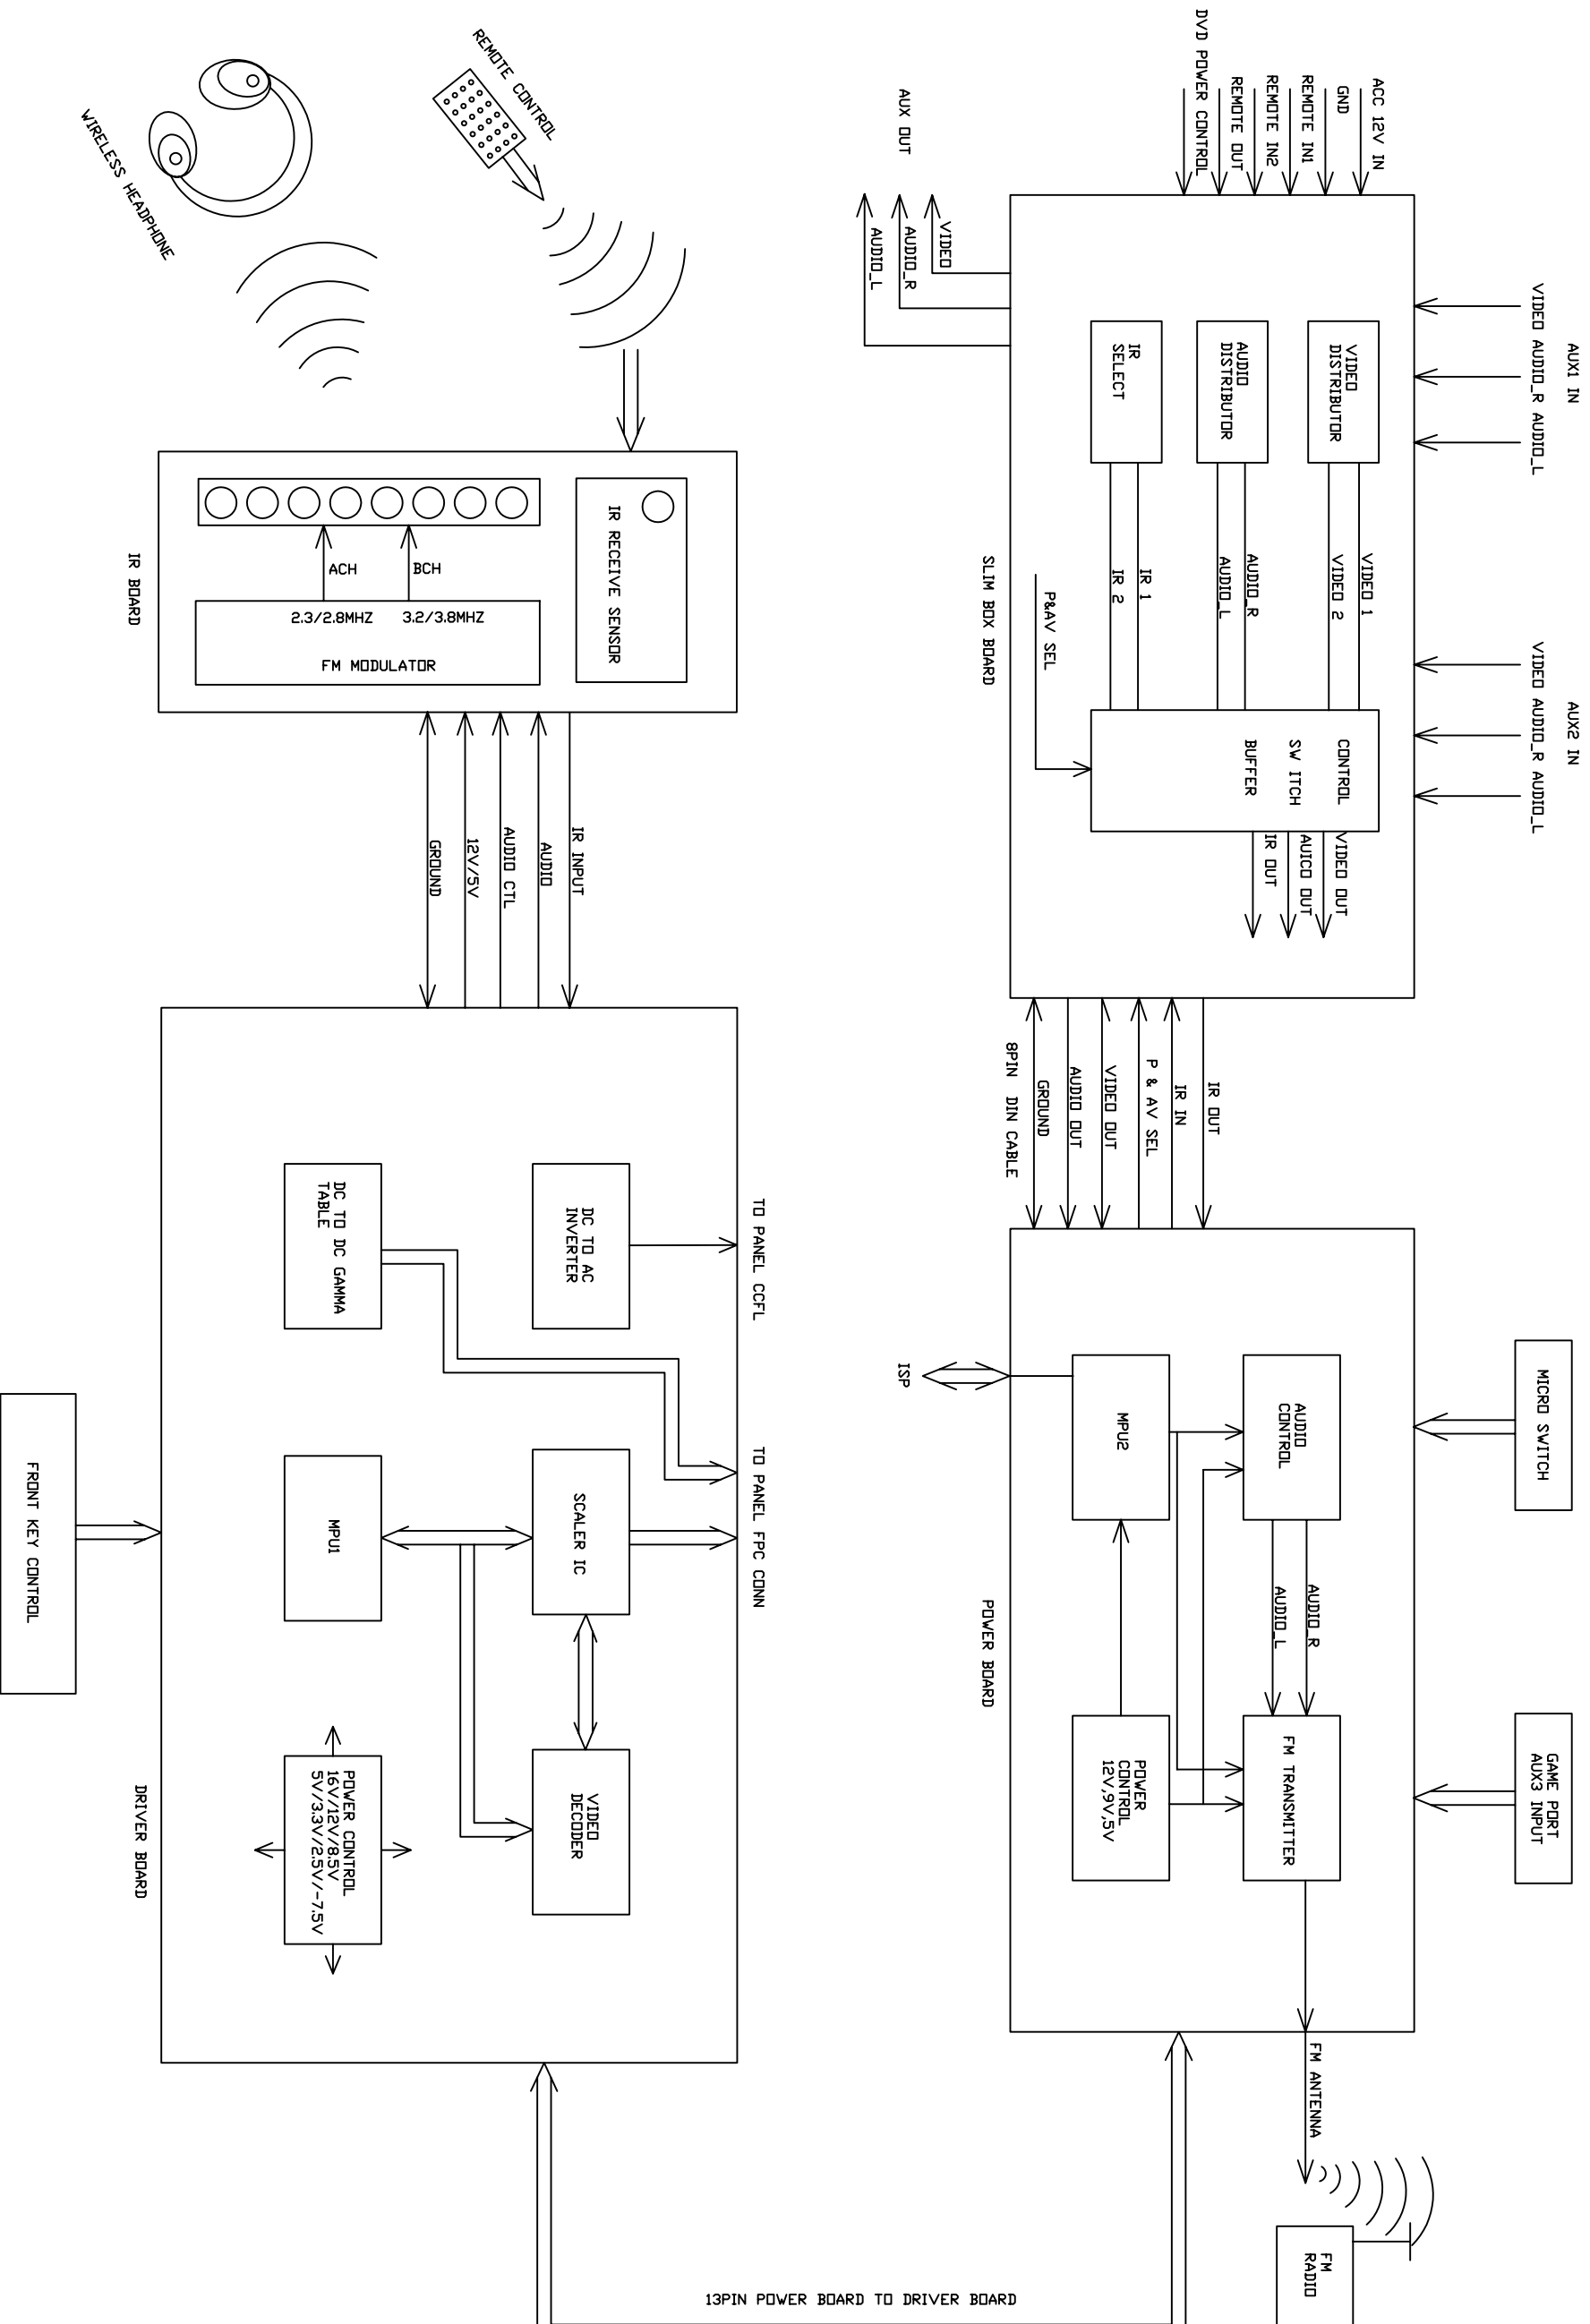 AUX1 IN
VIDEO AUDIO_R AUDIO_L
AUX2 IN
VIDEO AUDIO_R AUDIO_L
MICRO SWITCH
GAME PORT
AUX3 INPUT
ACC 12V IN
GND
REMOTE IN1
REMOTE IN2
REMOTE OUT
DVD POWER CONTROL
VIDEO
DISTRIBUTOR
AUDIO
DISTRIBUTOR
IR
SELECT
VIDEO 1
VIDEO 2
AUDIO_R
AUDIO_L
IR 1
IR 2
P&AV SEL
CONTROL
SW ITCH
BUFFER
VIDEO OUT
AUICO OUT
IR OUT
SLIM BOX BOARD
AUX OUT
VIDEO
AUDIO_R
AUDIO_L
IR OUT
IR IN
P & AV SEL
VIDEO OUT
AUDIO OUT
GROUND
8PIN DIN CABLE
AUDIO
CONTROL
MPU2
ISP
AUDIO_R
AUDIO_L
FM TRANSMITTER
POWER
CONTROL
12V,9V,5V
POWER BOARD
FM ANTENNA
FM
RADIO
13PIN POWER BOARD TO DRIVER BOARD
REMOTE CONTROL
WIRELESS HEADPHONE
IR RECEIVE SENSOR
BCH
ACH
3.2/3.8MHZ
2.3/2.8MHZ
FM MODULATOR
IR BOARD
IR INPUT
AUDIO
AUDIO CTL
12V/5V
GROUND
TO PANEL CCFL
TO PANEL FPC CONN
DC TO AC
INVERTER
DC TO DC GAMMA
TABLE
SCALER IC
MPU1
VIDEO
DECODER
POWER CONTROL
16V/12V/8.5V
5V/3.3V/2.5V/-7.5V
DRIVER BOARD
FRONT KEY CONTROL